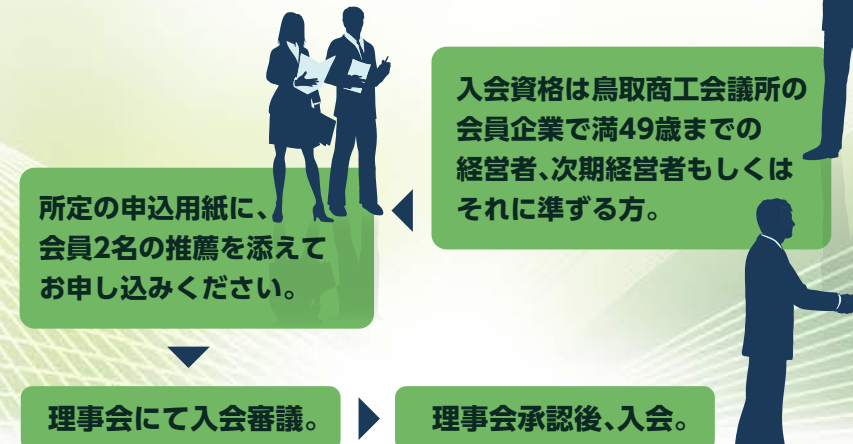 入会資格は鳥取商工会議所の
会員企業で満49歳までの
経営者、次期経営者もしくは
それに準ずる方。
所定の申込用紙に、
会員2名の推薦を添えて
お申し込みください。
理事会にて入会審議。
理事会承認後、入会。